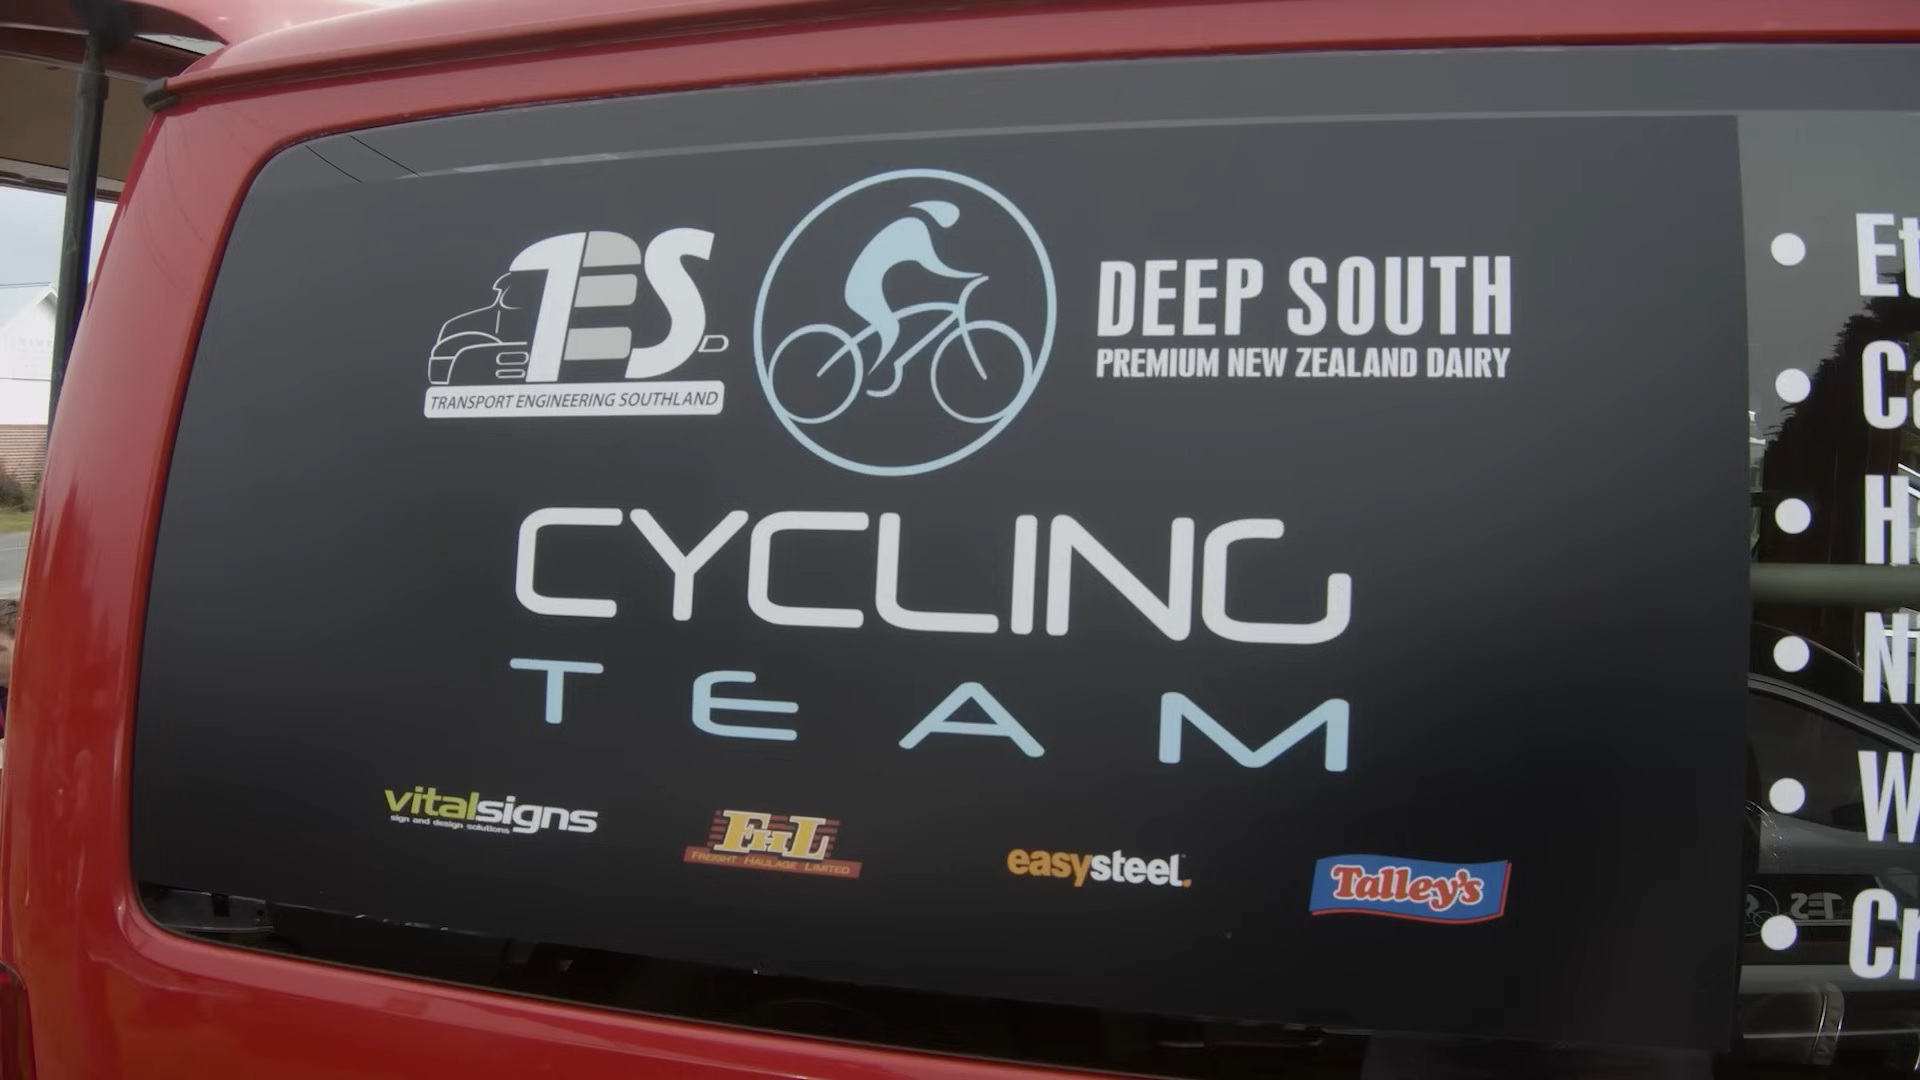 TES
TRANSPORT ENGINEERING SOUTHLAND
DEEP SOUTH
PREMIUM NEW ZEALAND DAIRY
CYCLING
TEAM
vitalsigns
sign and design solutions
FHL
FREIGHT HAULAGE LIMITED
easysteel
Talley's